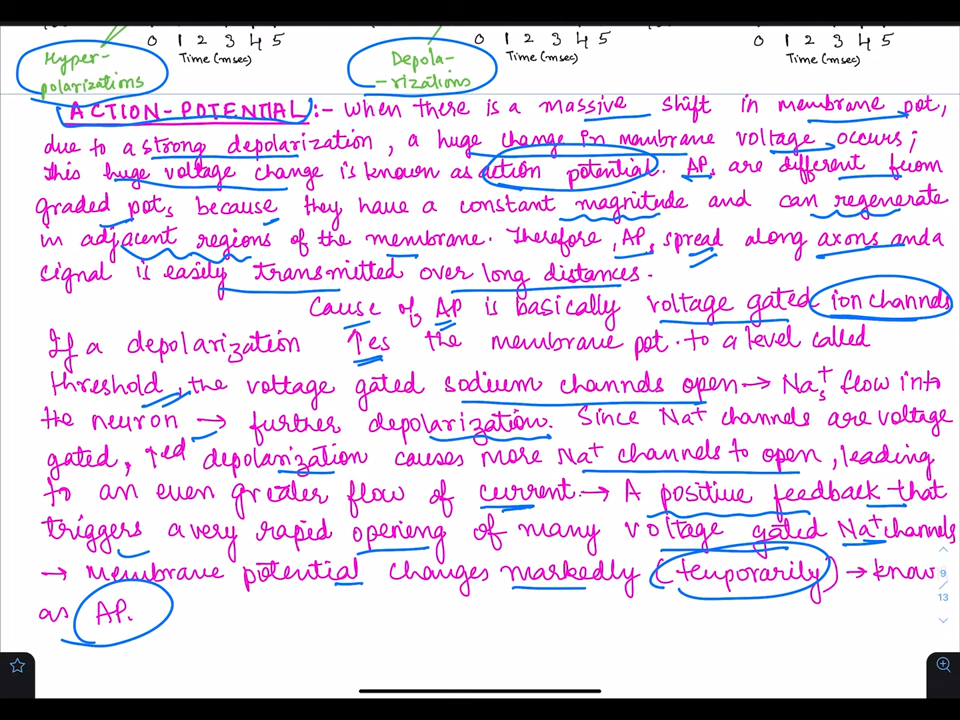 0 1 2 3 4 5
Time (msec)
0 1 2 3 4 5
Time (msec)
0 1 2 3 4 5
Time (msec)
Hyper-
polarizations
Depola-
-rizations
ACTION-POTENTIAL :- When there is a massive shift in membrane pot,
due to a strong depolarization, a huge change in membrane voltage occurs;
this huge voltage change is known as action potential. APs are different from
graded pots, because they have a constant magnitude and can regenerate
in adjacent regions of the membrane. Therefore, APs spread along axons and a
cignal is easily transmitted over long distances.
Cause of AP is basically voltage gated ion channels
If a depolarization ↑es the membrane pot. to a level called
threshold, the voltage gated sodium channels open → Na⁺s flow into
the neuron → further depolarization. Since Na⁺ channels are voltage
gated, ↑ed depolarization causes more Na⁺ channels to open, leading
to an even greater flow of current. → A positive feedback that
triggers a very rapid opening of many voltage gated Na⁺ channels
→ membrane potential changes markedly (temporarily) → know
as AP.
9
/
13